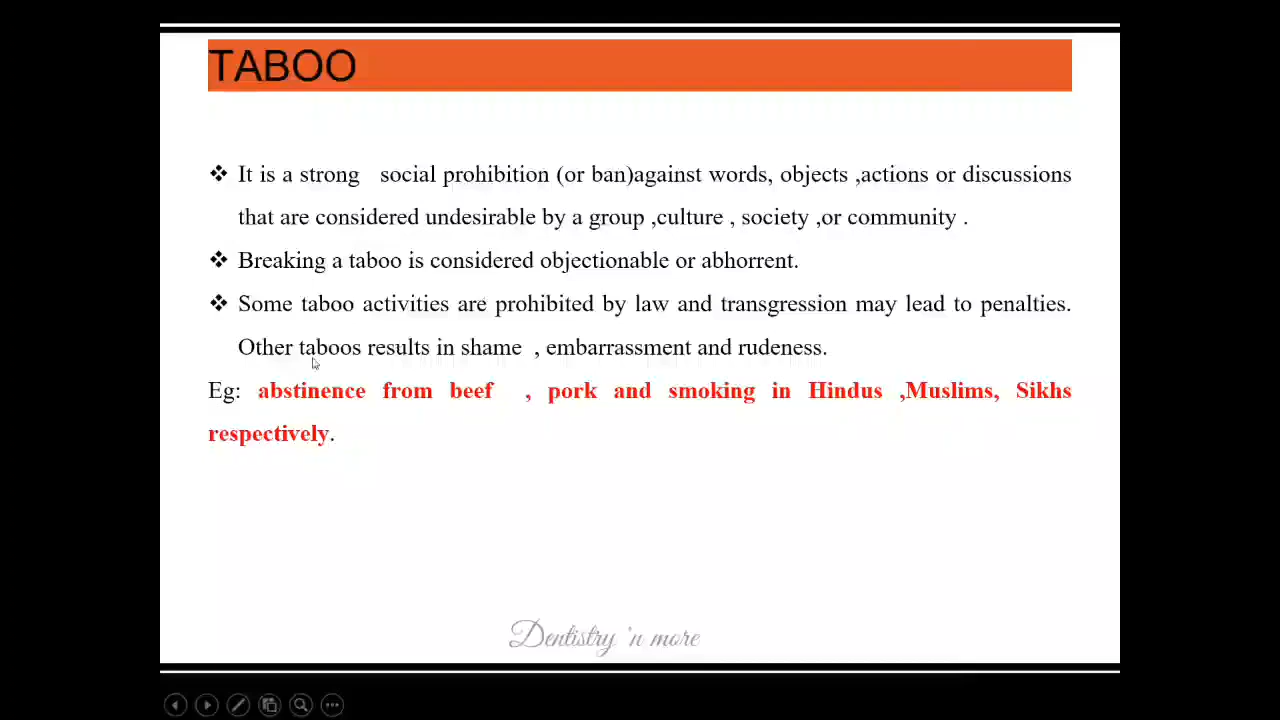 TABOO
❖ It is a strong social prohibition (or ban)against words, objects ,actions or discussions
that are considered undesirable by a group ,culture , society ,or community .
❖ Breaking a taboo is considered objectionable or abhorrent.
❖ Some taboo activities are prohibited by law and transgression may lead to penalties.
Other taboos results in shame , embarrassment and rudeness.
Eg: abstinence from beef , pork and smoking in Hindus ,Muslims, Sikhs
respectively.
Dentistry 'n more